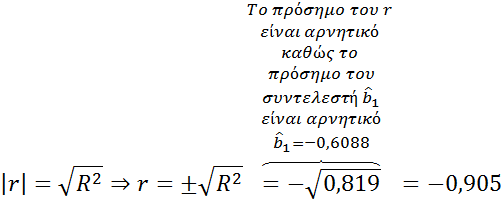 Το πρόσημο του r
είναι αρνητικό
καθώς το
πρόσημο του
συντελεστή b̂₁
είναι αρνητικό
b̂₁=−0,6088
|r| = √R² ⇒ r = ±√R² = −√0,819 = −0,905